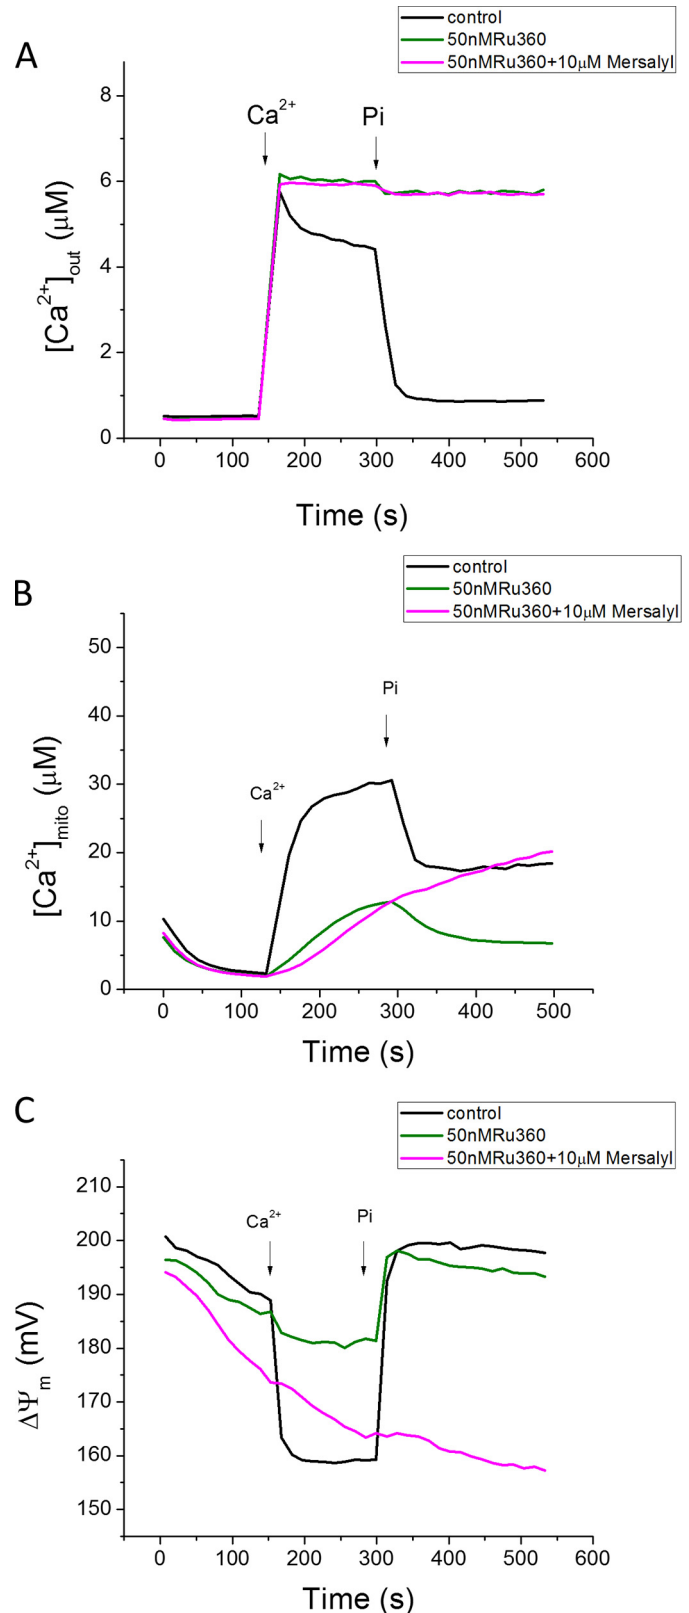 A
control
50nMRu360
50nMRu360+10μM Mersalyl
8
6
4
2
0
[Ca²⁺]out (μM)
Ca²⁺
Pi
0 100 200 300 400 500 600
Time (s)
B
control
50nMRu360
50nMRu360+10μM Mersalyl
50
40
30
20
10
0
[Ca²⁺]mito (μM)
Ca²⁺
Pi
0 100 200 300 400 500
Time (s)
C
control
50nMRu360
50nMRu360+10μM Mersalyl
210
200
190
180
170
160
150
ΔΨm (mV)
Ca²⁺
Pi
0 100 200 300 400 500 600
Time (s)